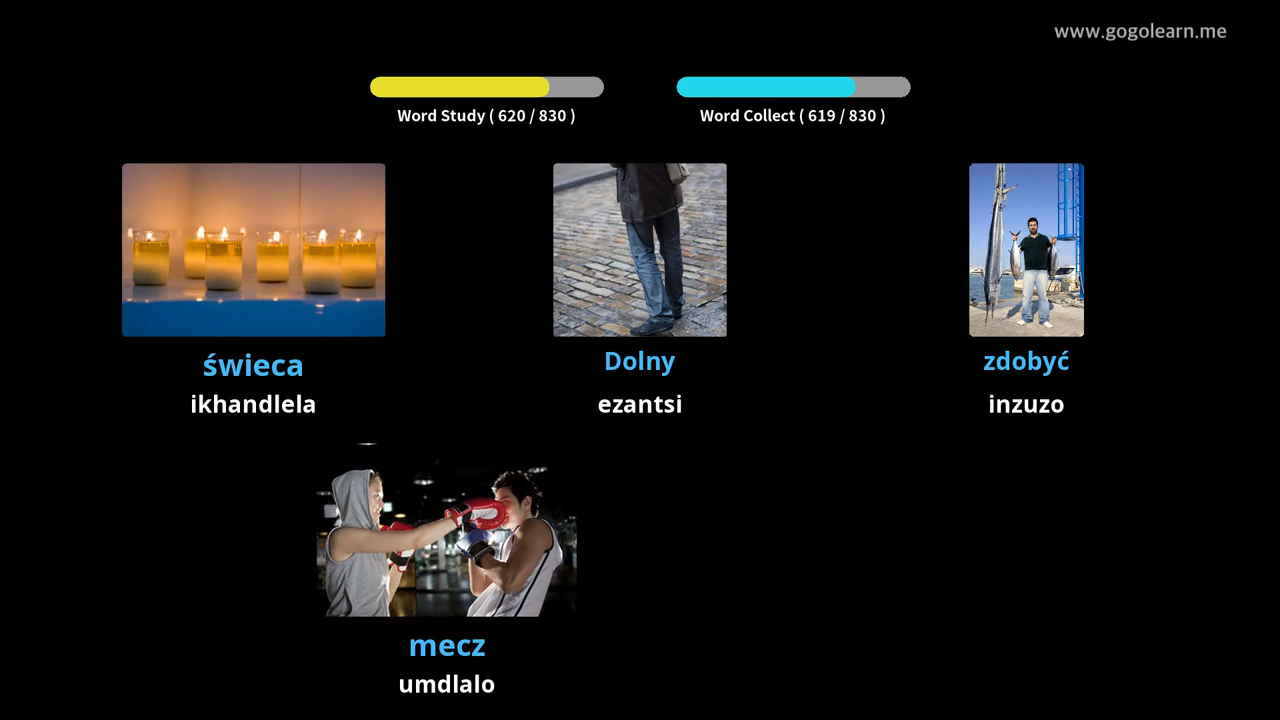 www.gogolearn.me
Word Study ( 620 / 830 )
Word Collect ( 619 / 830 )
świeca
ikhandlela
Dolny
ezantsi
zdobyć
inzuzo
mecz
umdlalo